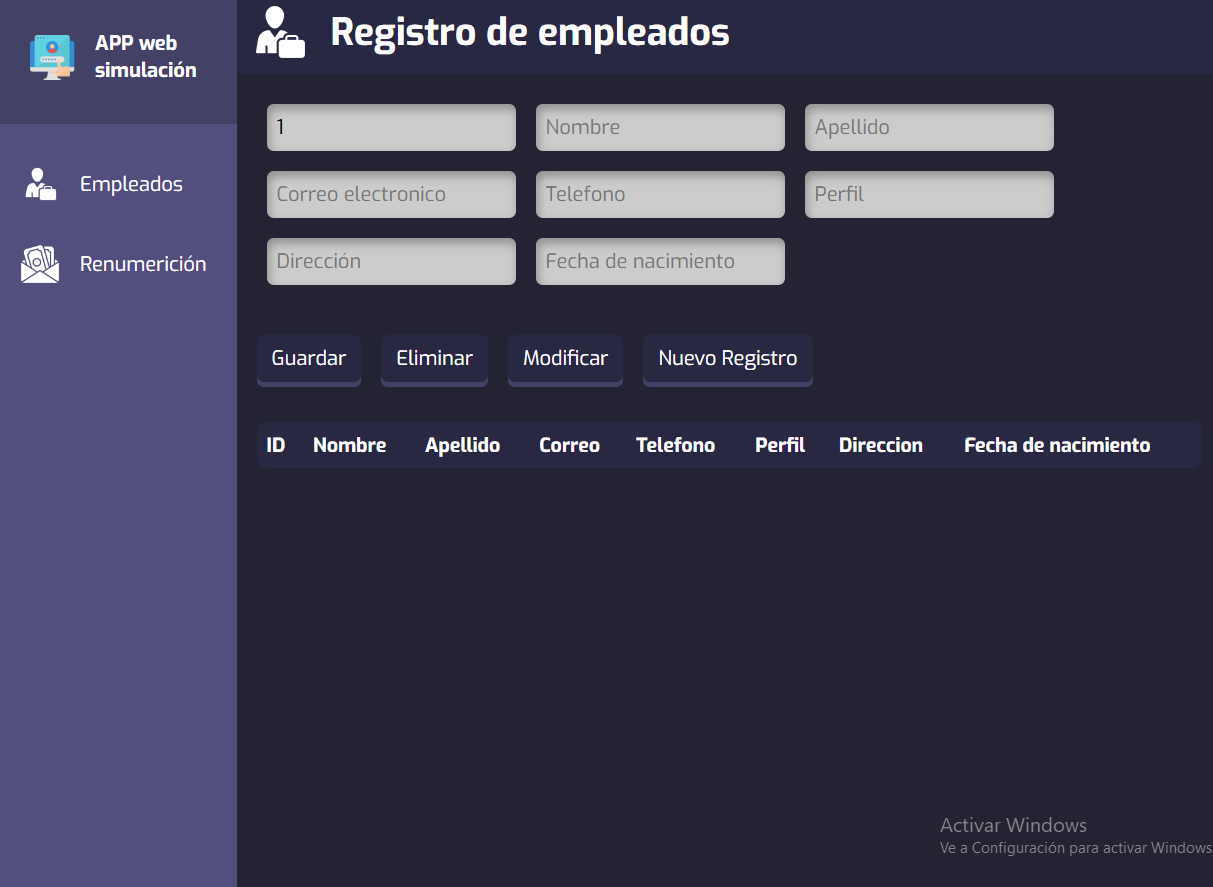 APP web
simulación
Registro de empleados
Empleados
Renumerición
1 Nombre Apellido
Correo electronico Telefono Perfil
Dirección Fecha de nacimiento
Guardar Eliminar Modificar Nuevo Registro
ID Nombre Apellido Correo Telefono Perfil Direccion Fecha de nacimiento
Activar Windows
Ve a Configuración para activar Windows